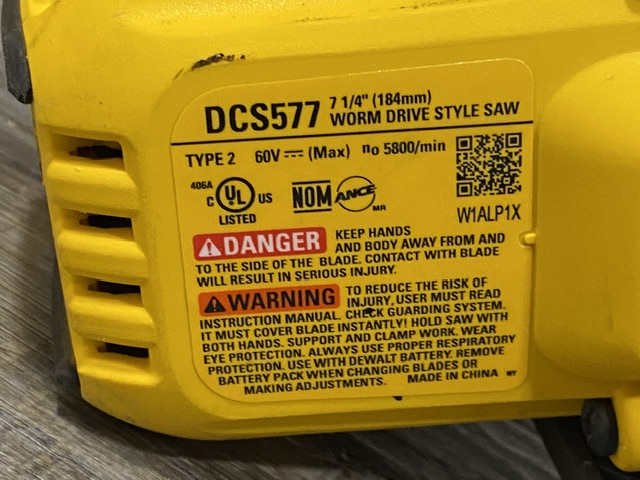 DCS577 7 1/4" (184mm)
WORM DRIVE STYLE SAW
TYPE 2 60V⎓ (Max) no 5800/min
406A
C UL US
LISTED
NOM ANCE
MR
W1ALP1X
DANGER KEEP HANDS
AND BODY AWAY FROM AND
TO THE SIDE OF THE BLADE. CONTACT WITH BLADE
WILL RESULT IN SERIOUS INJURY.
WARNING TO REDUCE THE RISK OF
INJURY, USER MUST READ
INSTRUCTION MANUAL. CHECK GUARDING SYSTEM.
IT MUST COVER BLADE INSTANTLY! HOLD SAW WITH
BOTH HANDS. SUPPORT AND CLAMP WORK. WEAR
EYE PROTECTION. ALWAYS USE PROPER RESPIRATORY
PROTECTION. USE WITH DEWALT BATTERY. REMOVE
BATTERY PACK WHEN CHANGING BLADES OR
MAKING ADJUSTMENTS. MADE IN CHINA WY